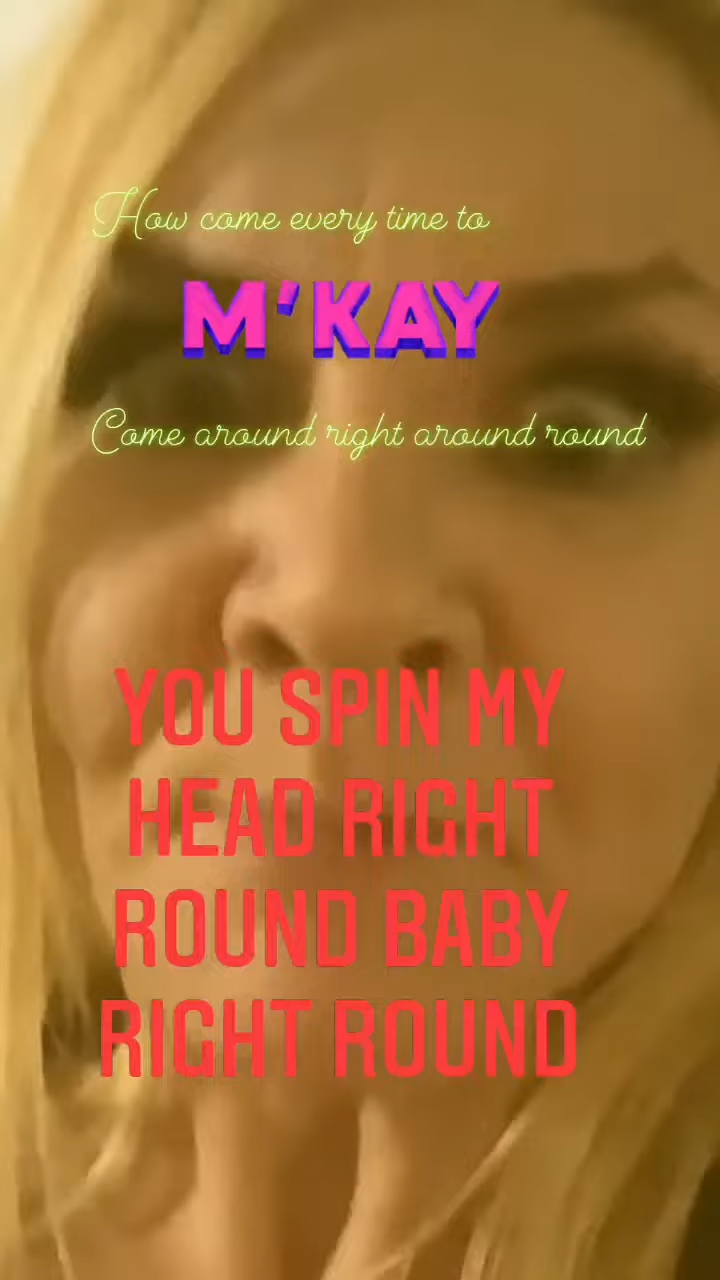 How come every time to
M'KAY
Come around right around round
YOU SPIN MY
HEAD RIGHT
ROUND BABY
RIGHT ROUND